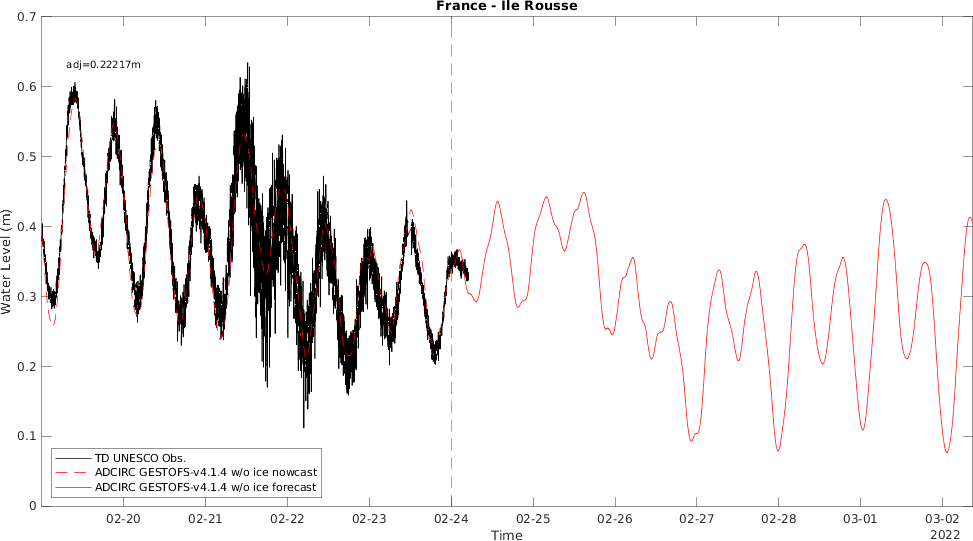 France - Ile Rousse
adj=0.22217m
Water Level (m)
0.7
0.6
0.5
0.4
0.3
0.2
0.1
0
TD UNESCO Obs.
ADCIRC GESTOFS-v4.1.4 w/o ice nowcast
ADCIRC GESTOFS-v4.1.4 w/o ice forecast
02-20 02-21 02-22 02-23 02-24 02-25 02-26 02-27 02-28 03-01 03-02
2022
Time